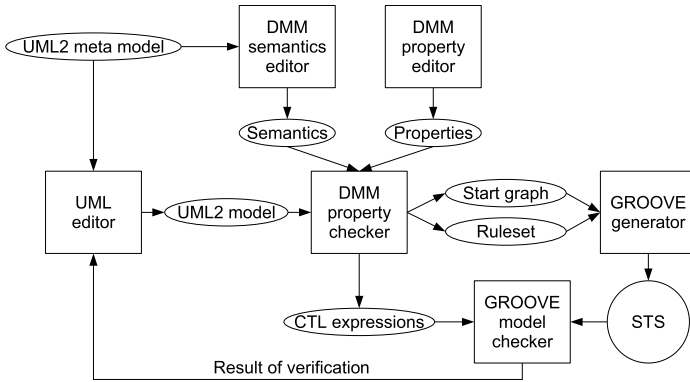 DMM
semantics
editor
DMM
property
editor
UML2 meta model
Semantics
Properties
UML
editor
UML2 model
DMM
property
checker
Start graph
Ruleset
GROOVE
generator
CTL expressions
GROOVE
model
checker
STS
Result of verification